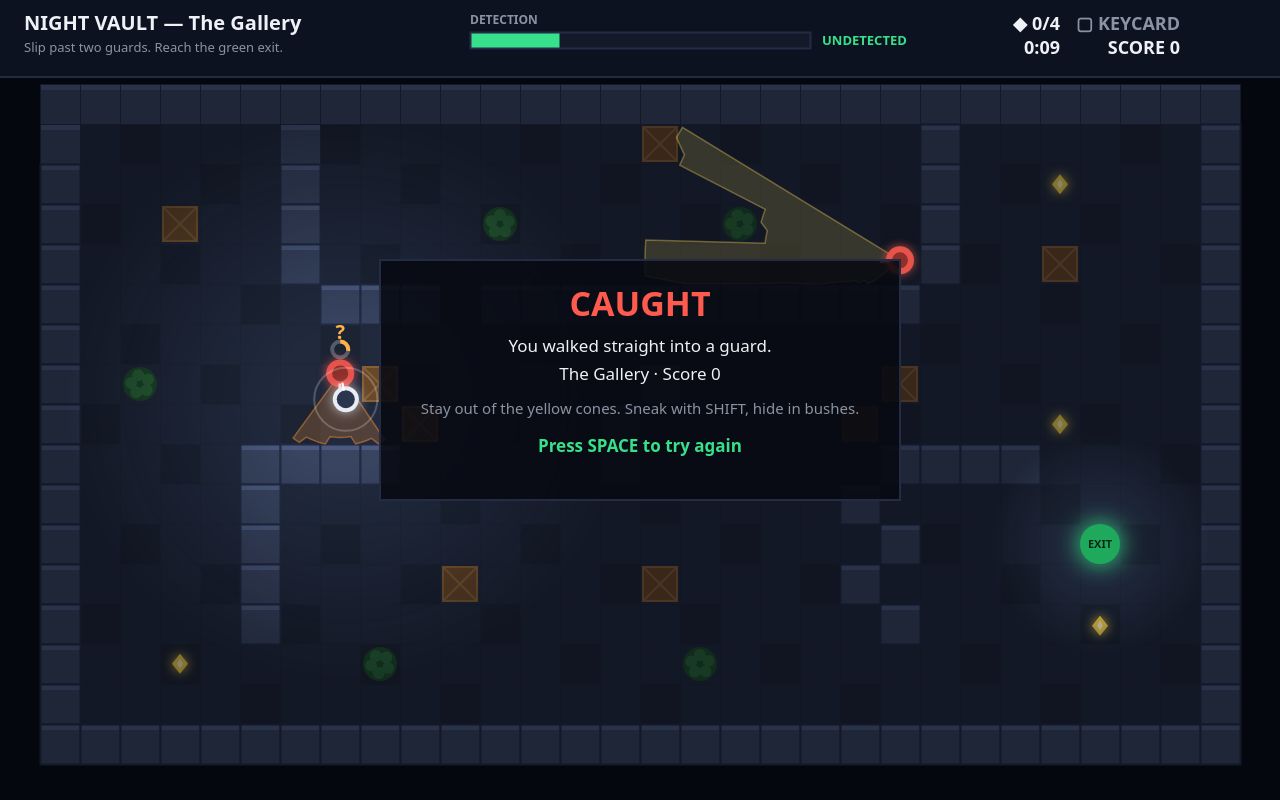 NIGHT VAULT — The Gallery
Slip past two guards. Reach the green exit.
DETECTION
UNDETECTED
◆ 0/4
▢ KEYCARD
0:09
SCORE 0
?
CAUGHT
You walked straight into a guard.
The Gallery · Score 0
Stay out of the yellow cones. Sneak with SHIFT, hide in bushes.
Press SPACE to try again
EXIT